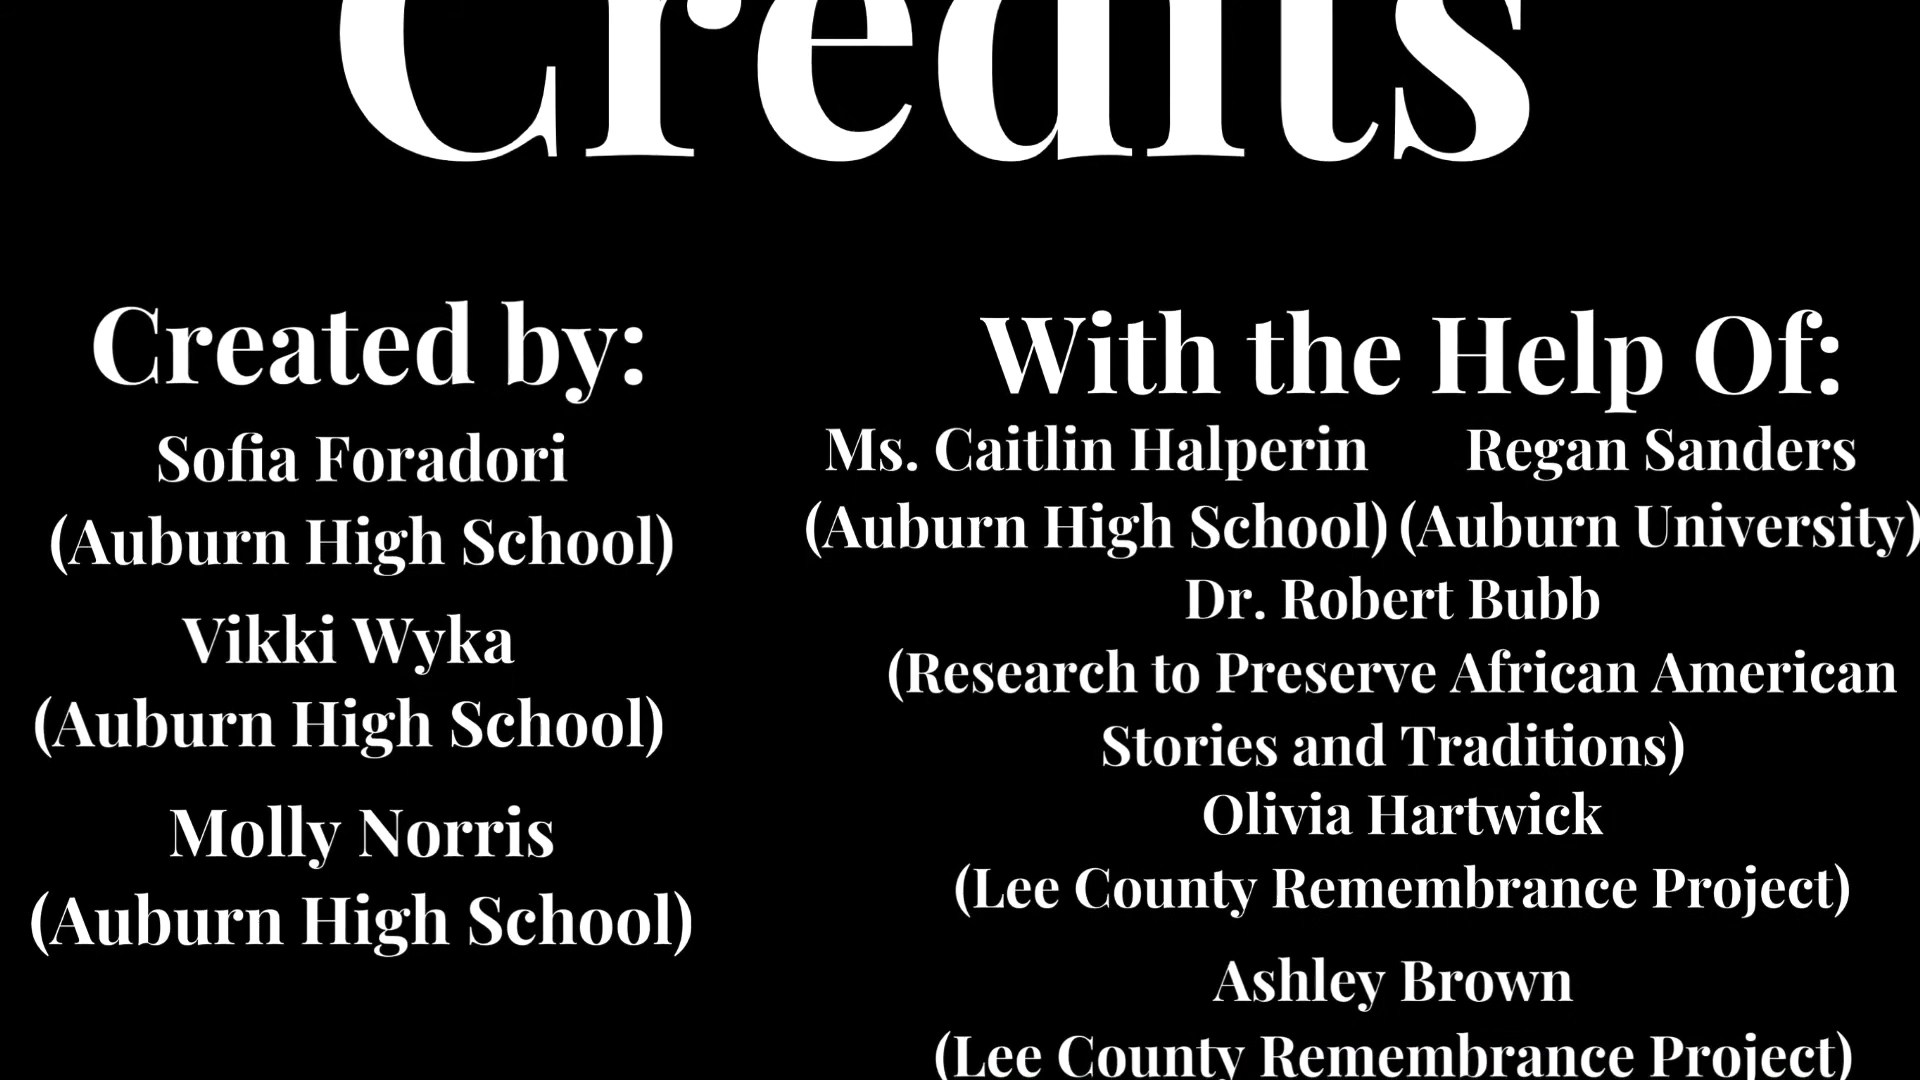 Credits
Created by:
Sofia Foradori
(Auburn High School)
Vikki Wyka
(Auburn High School)
Molly Norris
(Auburn High School)
With the Help Of:
Ms. Caitlin Halperin
(Auburn High School)
Regan Sanders
(Auburn University)
Dr. Robert Bubb
(Research to Preserve African American
Stories and Traditions)
Olivia Hartwick
(Lee County Remembrance Project)
Ashley Brown
(Lee County Remembrance Project)